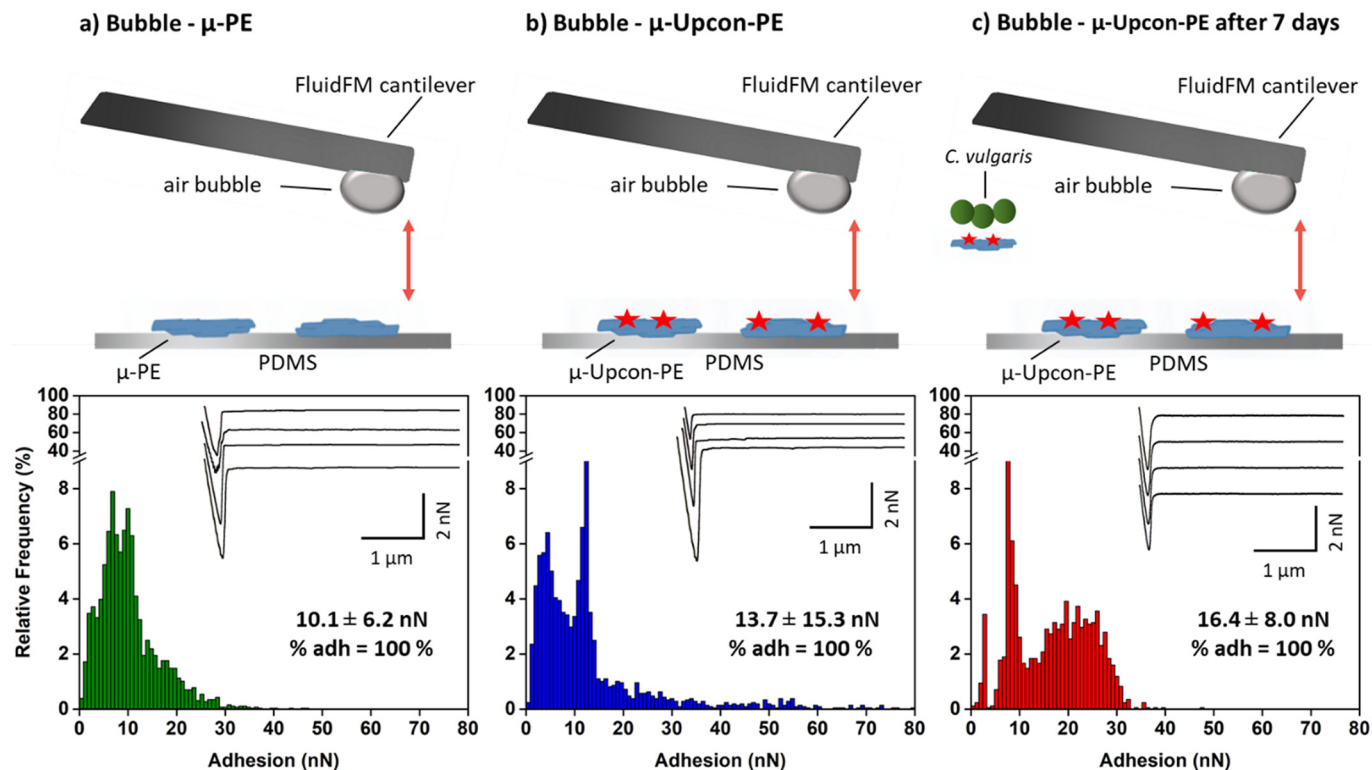 a) Bubble - µ-PE
FluidFM cantilever
air bubble
µ-PE
PDMS
b) Bubble - µ-Upcon-PE
FluidFM cantilever
air bubble
µ-Upcon-PE
PDMS
c) Bubble - µ-Upcon-PE after 7 days
FluidFM cantilever
C. vulgaris
air bubble
µ-Upcon-PE
PDMS
Relative Frequency (%)
100
80
60
40
8
6
4
2
0
1 µm
2 nN
10.1 ± 6.2 nN
% adh = 100 %
0 10 20 30 40 50 60 70 80
Adhesion (nN)
100
80
60
40
8
6
4
2
0
1 µm
2 nN
13.7 ± 15.3 nN
% adh = 100 %
0 10 20 30 40 50 60 70 80
Adhesion (nN)
100
80
60
40
8
6
4
2
0
1 µm
2 nN
16.4 ± 8.0 nN
% adh = 100 %
0 10 20 30 40 50 60 70 80
Adhesion (nN)